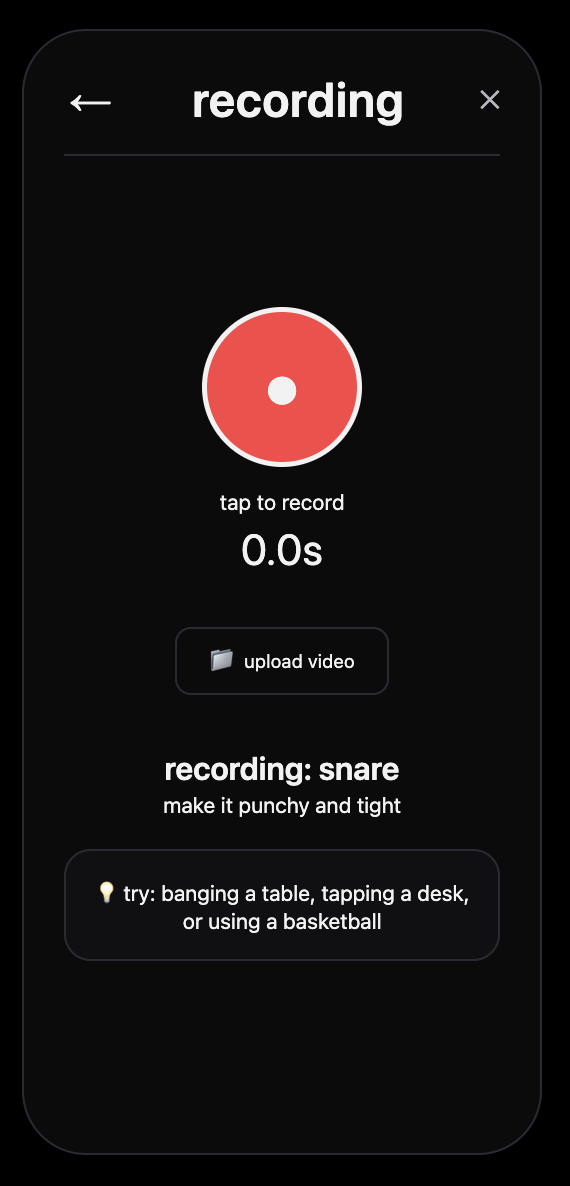 recording
tap to record
0.0s
upload video
recording: snare
make it punchy and tight
try: banging a table, tapping a desk,
or using a basketball